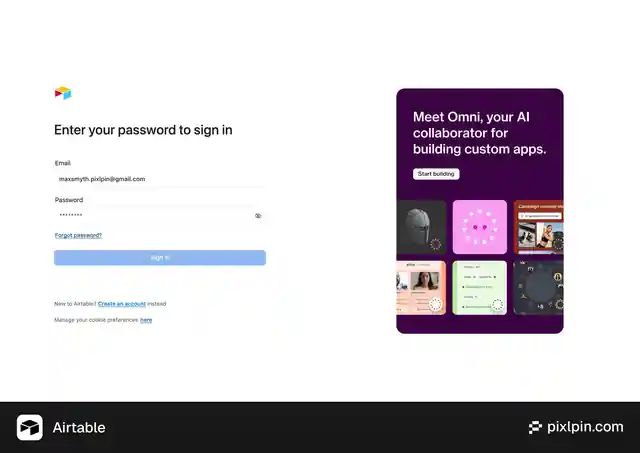 Enter your password to sign in
Email
maxsmyth.pixlpin@gmail.com
Password
Forgot password?
Sign in
New to Airtable? Create an account instead
Manage your cookie preferences here
Meet Omni, your AI
collaborator for
building custom apps.
Start building
Airtable
pixlpin.com